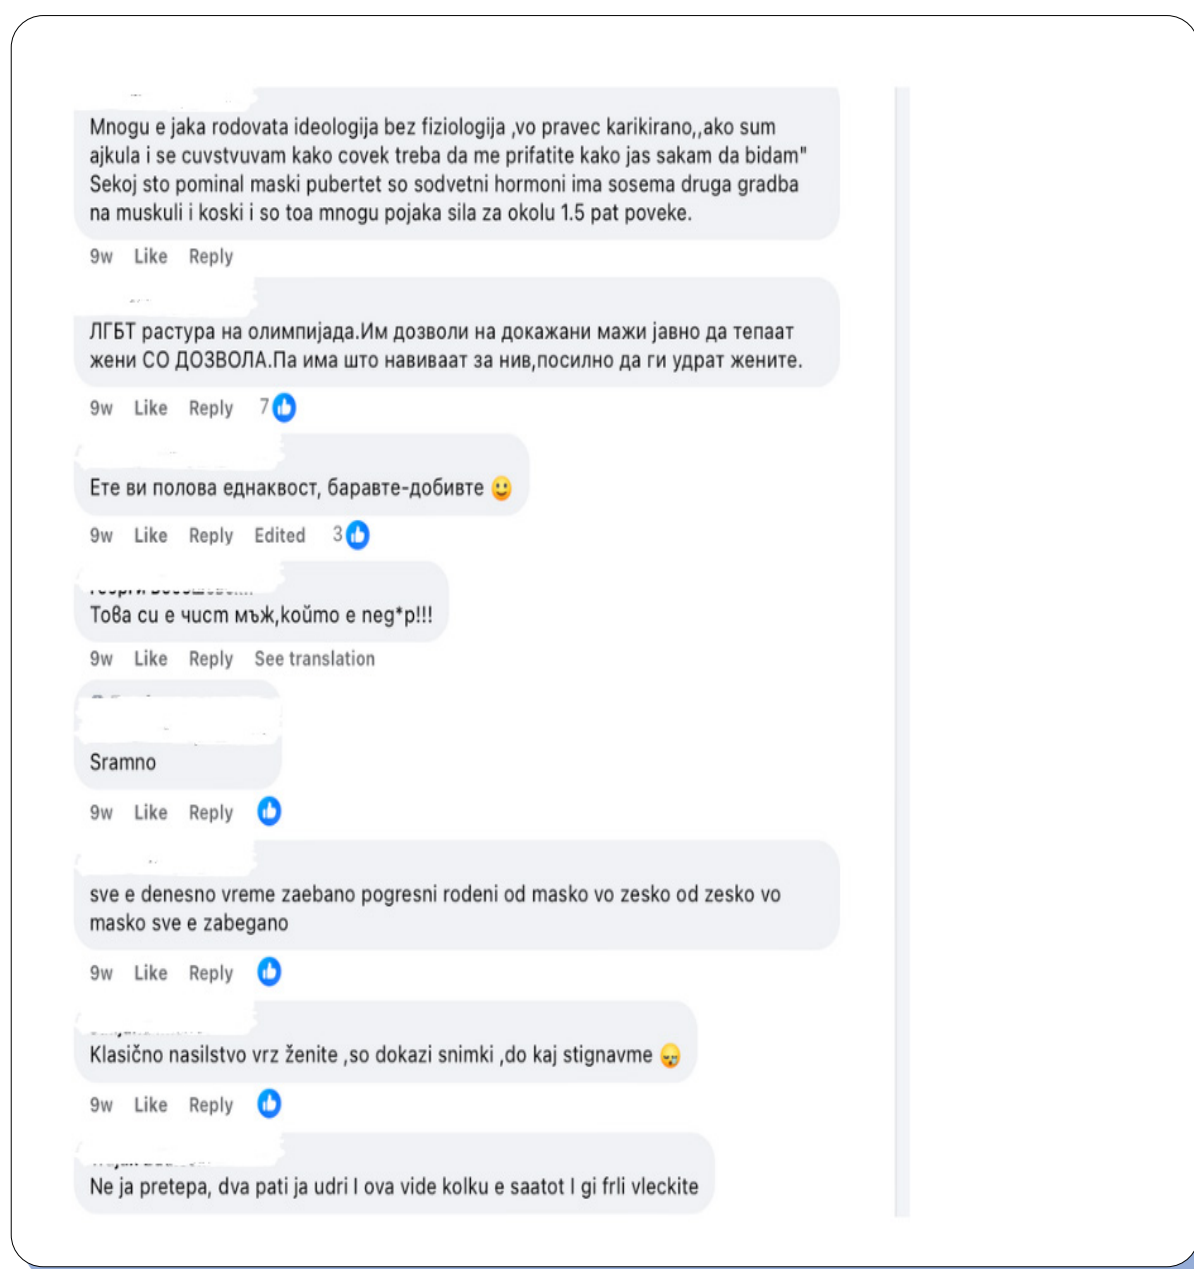 Mnogu e jaka rodovata ideologija bez fiziologija ,vo pravec karikirano,,ako sum
ajkula i se cuvstvuvam kako covek treba da me prifatite kako jas sakam da bidam"
Sekoj sto pominal maski pubertet so sodvetni hormoni ima sosema druga gradba
na muskuli i koski i so toa mnogu pojaka sila za okolu 1.5 pat poveke.
9w Like Reply
ЛГБТ растура на олимпијада.Им дозволи на докажани мажи јавно да тепаат
жени СО ДОЗВОЛА.Па има што навиваат за нив,посилно да ги удрат жените.
9w Like Reply 7
Ете ви полова еднаквост, баравте-добивте 🙂
9w Like Reply Edited 3
Това си е чист мъж,който е пед*р!!!
9w Like Reply See translation
Sramno
9w Like Reply
sve e denesno vreme zaebano pogresni rodeni od masko vo zesko od zesko vo
masko sve e zabegano
9w Like Reply
Klasično nasilstvo vrz ženite ,so dokazi snimki ,do kaj stignavme 😪
9w Like Reply
Ne ja pretepa, dva pati ja udri I ova vide kolku e saatot I gi frli vleckite